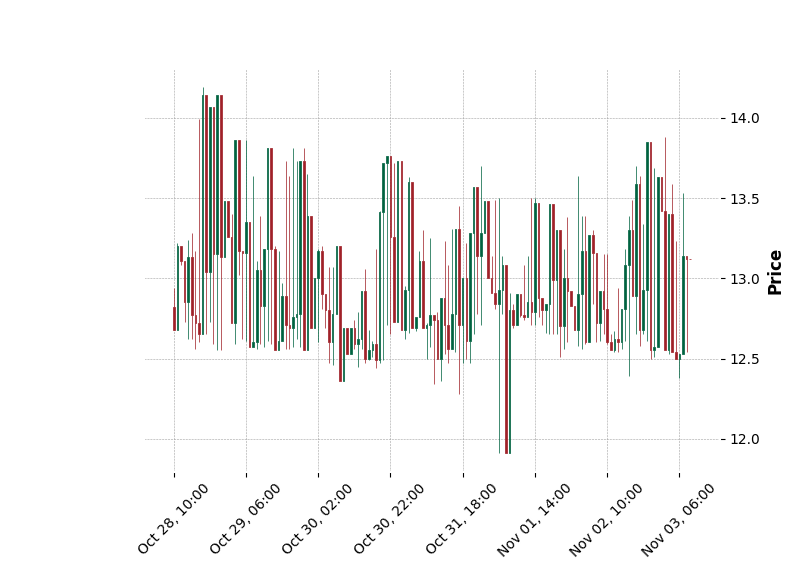 14.0
13.5
13.0
12.5
12.0
Price
Oct 28, 10:00
Oct 29, 06:00
Oct 30, 02:00
Oct 30, 22:00
Oct 31, 18:00
Nov 01, 14:00
Nov 02, 10:00
Nov 03, 06:00